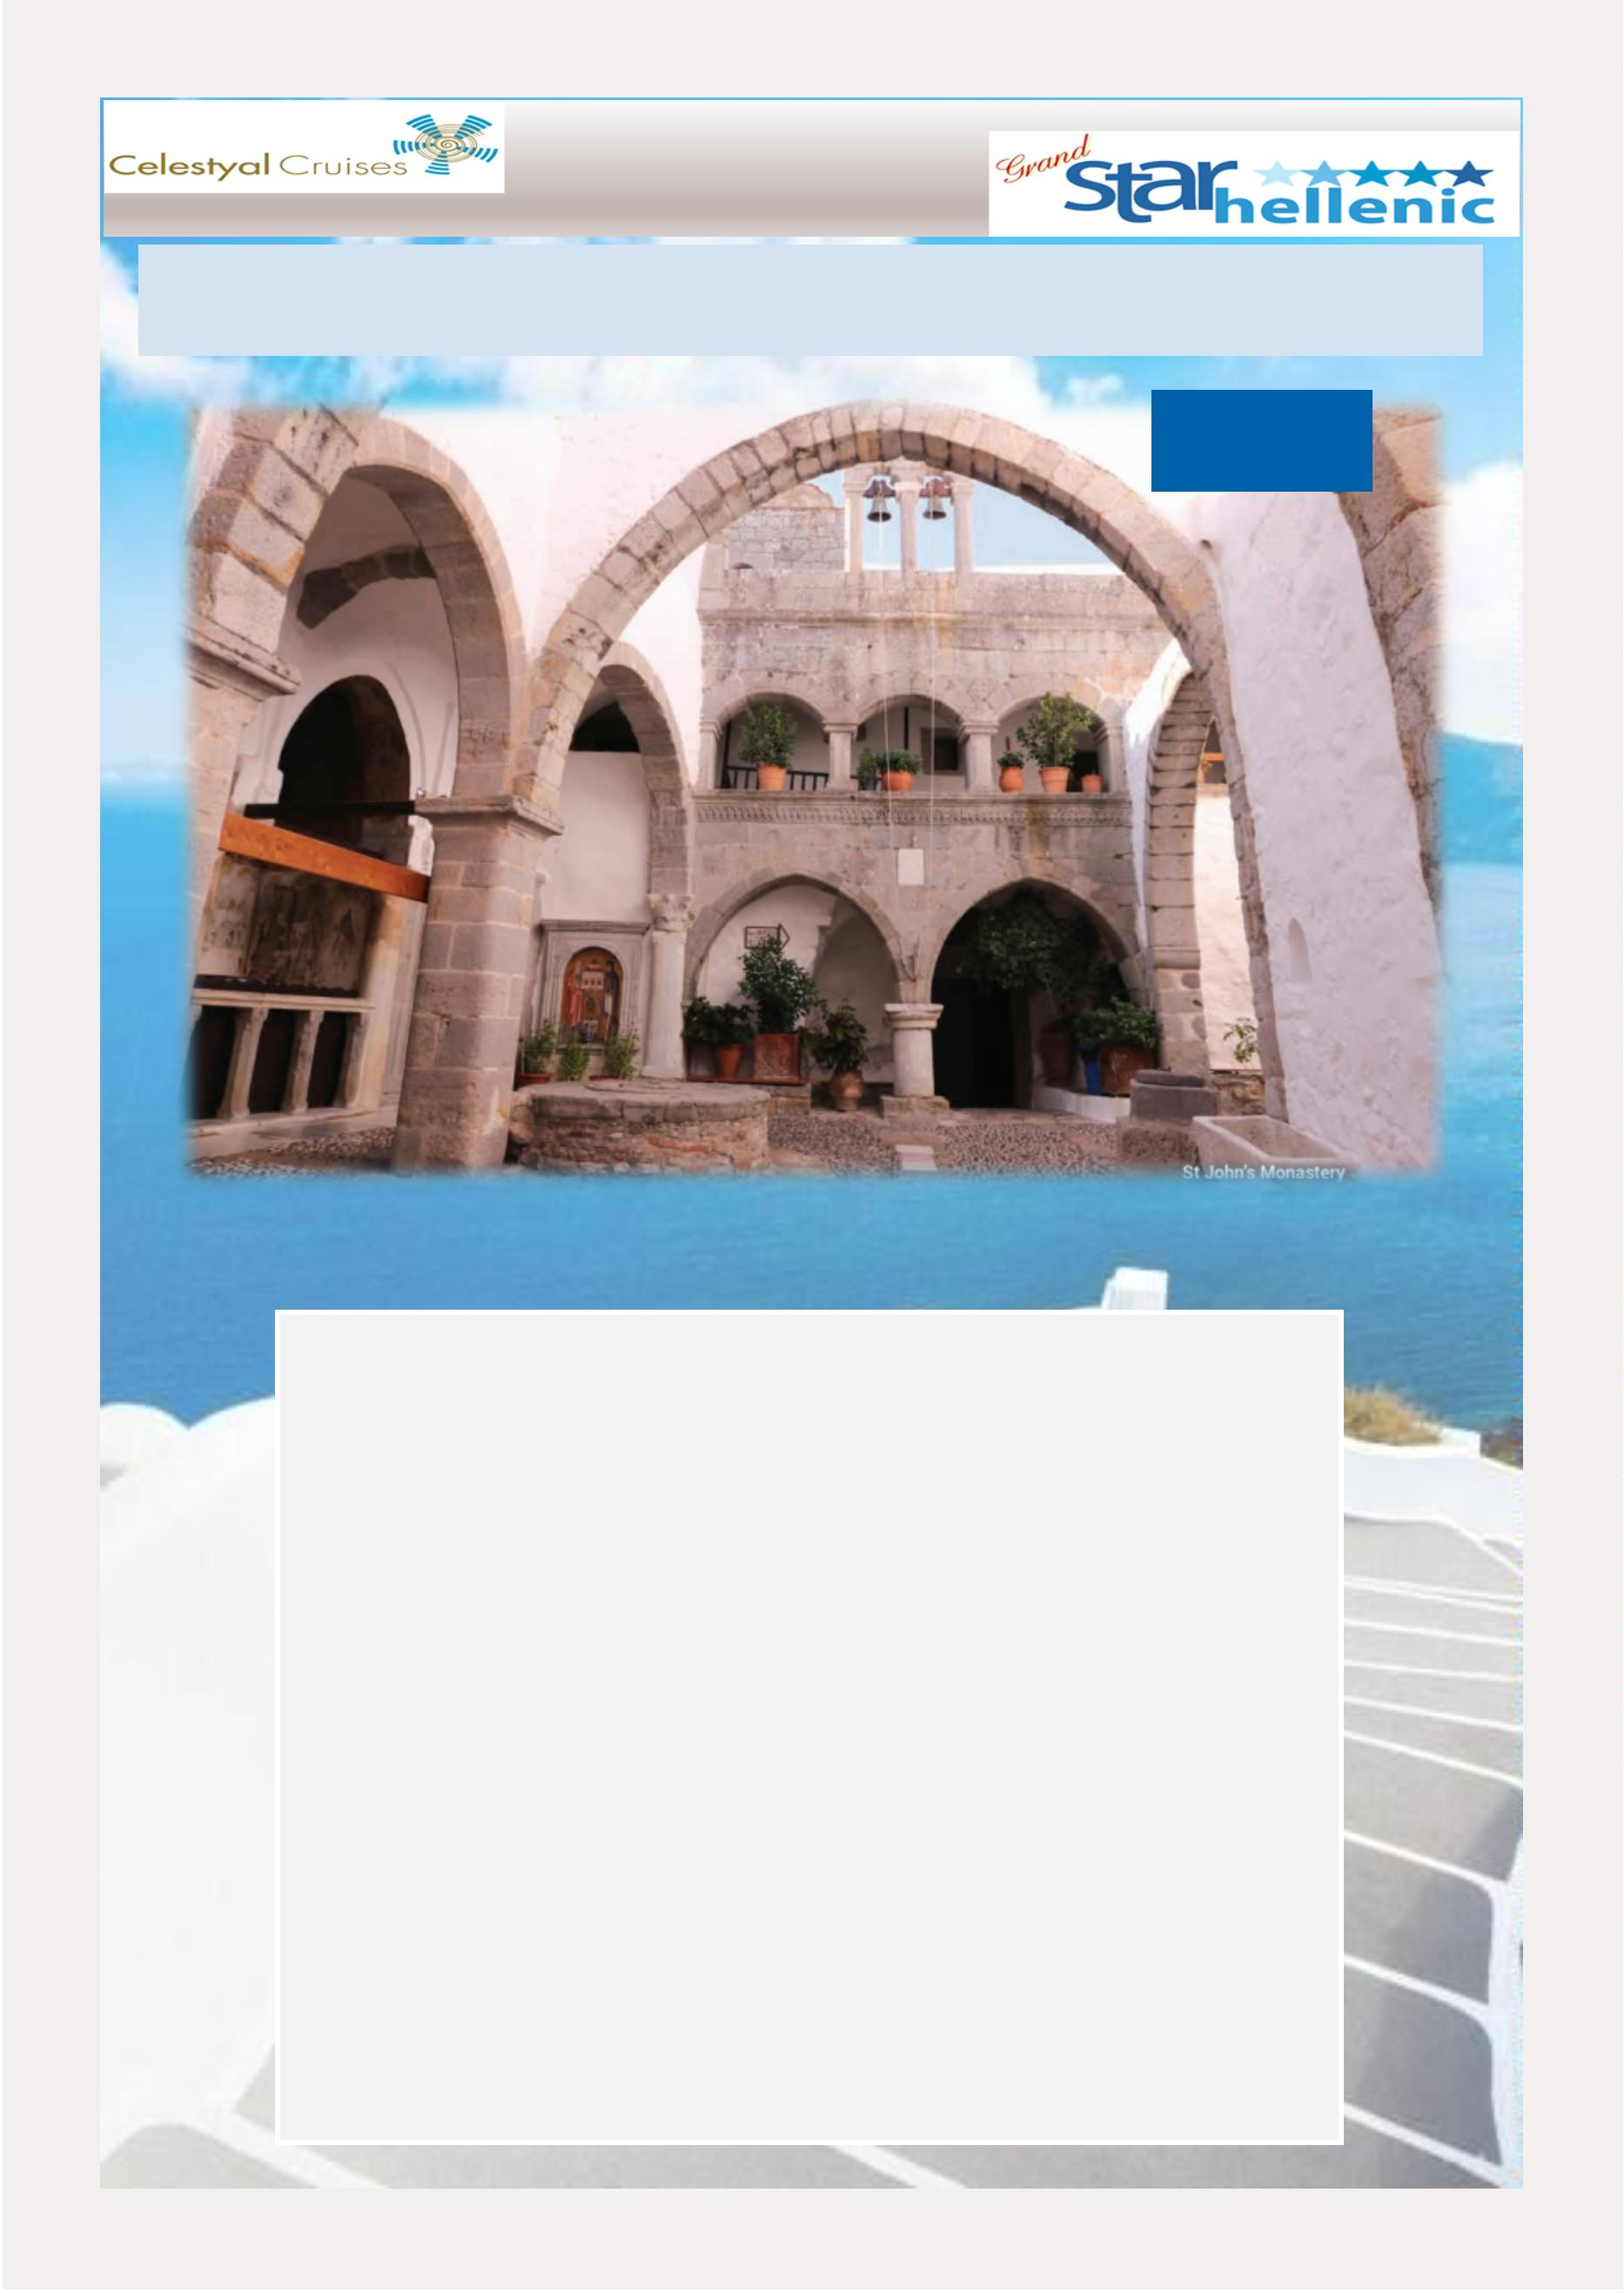 Celestyal Cruises
Grand
Star
hellenic
St John's Monastery